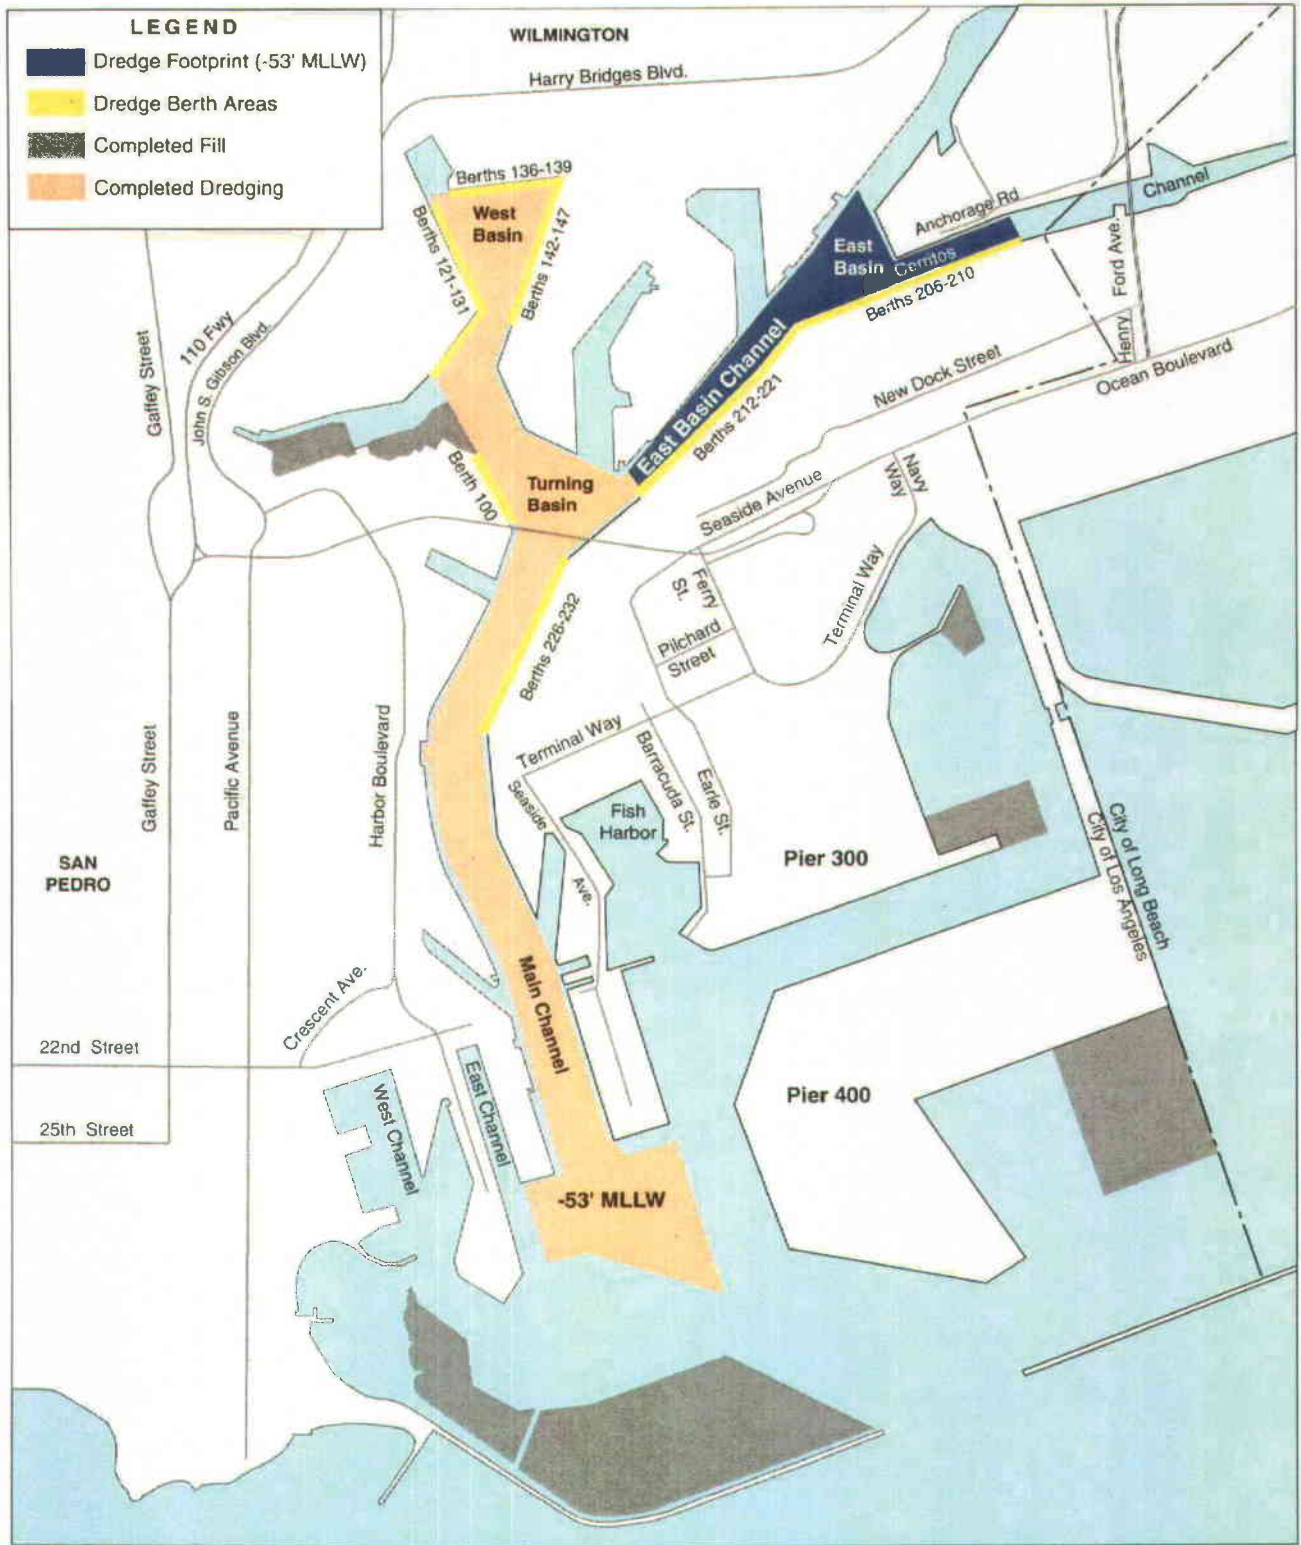 LEGEND
Dredge Footprint (-53' MLLW)
Dredge Berth Areas
Completed Fill
Completed Dredging
WILMINGTON
Harry Bridges Blvd.
Berths 136-139
West
Basin
Berths 121-131
Berths 142-147
Anchorage Rd
Channel
East
Basin
Cerritos
Berths 206-210
Ford Ave.
Henry
East Basin Channel
Berths 212-221
New Dock Street
Ocean Boulevard
Gaffey Street
110 Fwy
John S. Gibson Blvd.
Berth 100
Turning
Basin
Seaside Avenue
Navy
Way
Ferry
St.
Terminal Way
Pilchard
Street
Berths 226-232
Gaffey Street
Pacific Avenue
Harbor Boulevard
Terminal Way
Seaside
Ave.
Barracuda St.
Earle St.
Fish
Harbor
Pier 300
City of Long Beach
City of Los Angeles
SAN
PEDRO
Crescent Ave.
Main Channel
22nd Street
25th Street
West Channel
East Channel
Pier 400
-53' MLLW